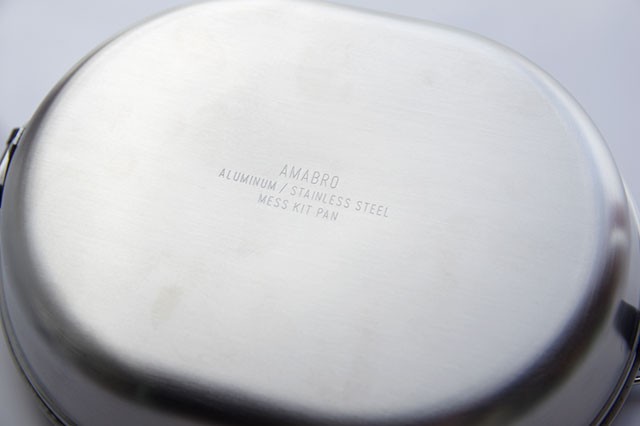 AMABRO
ALUMINUM / STAINLESS STEEL
MESS KIT PAN